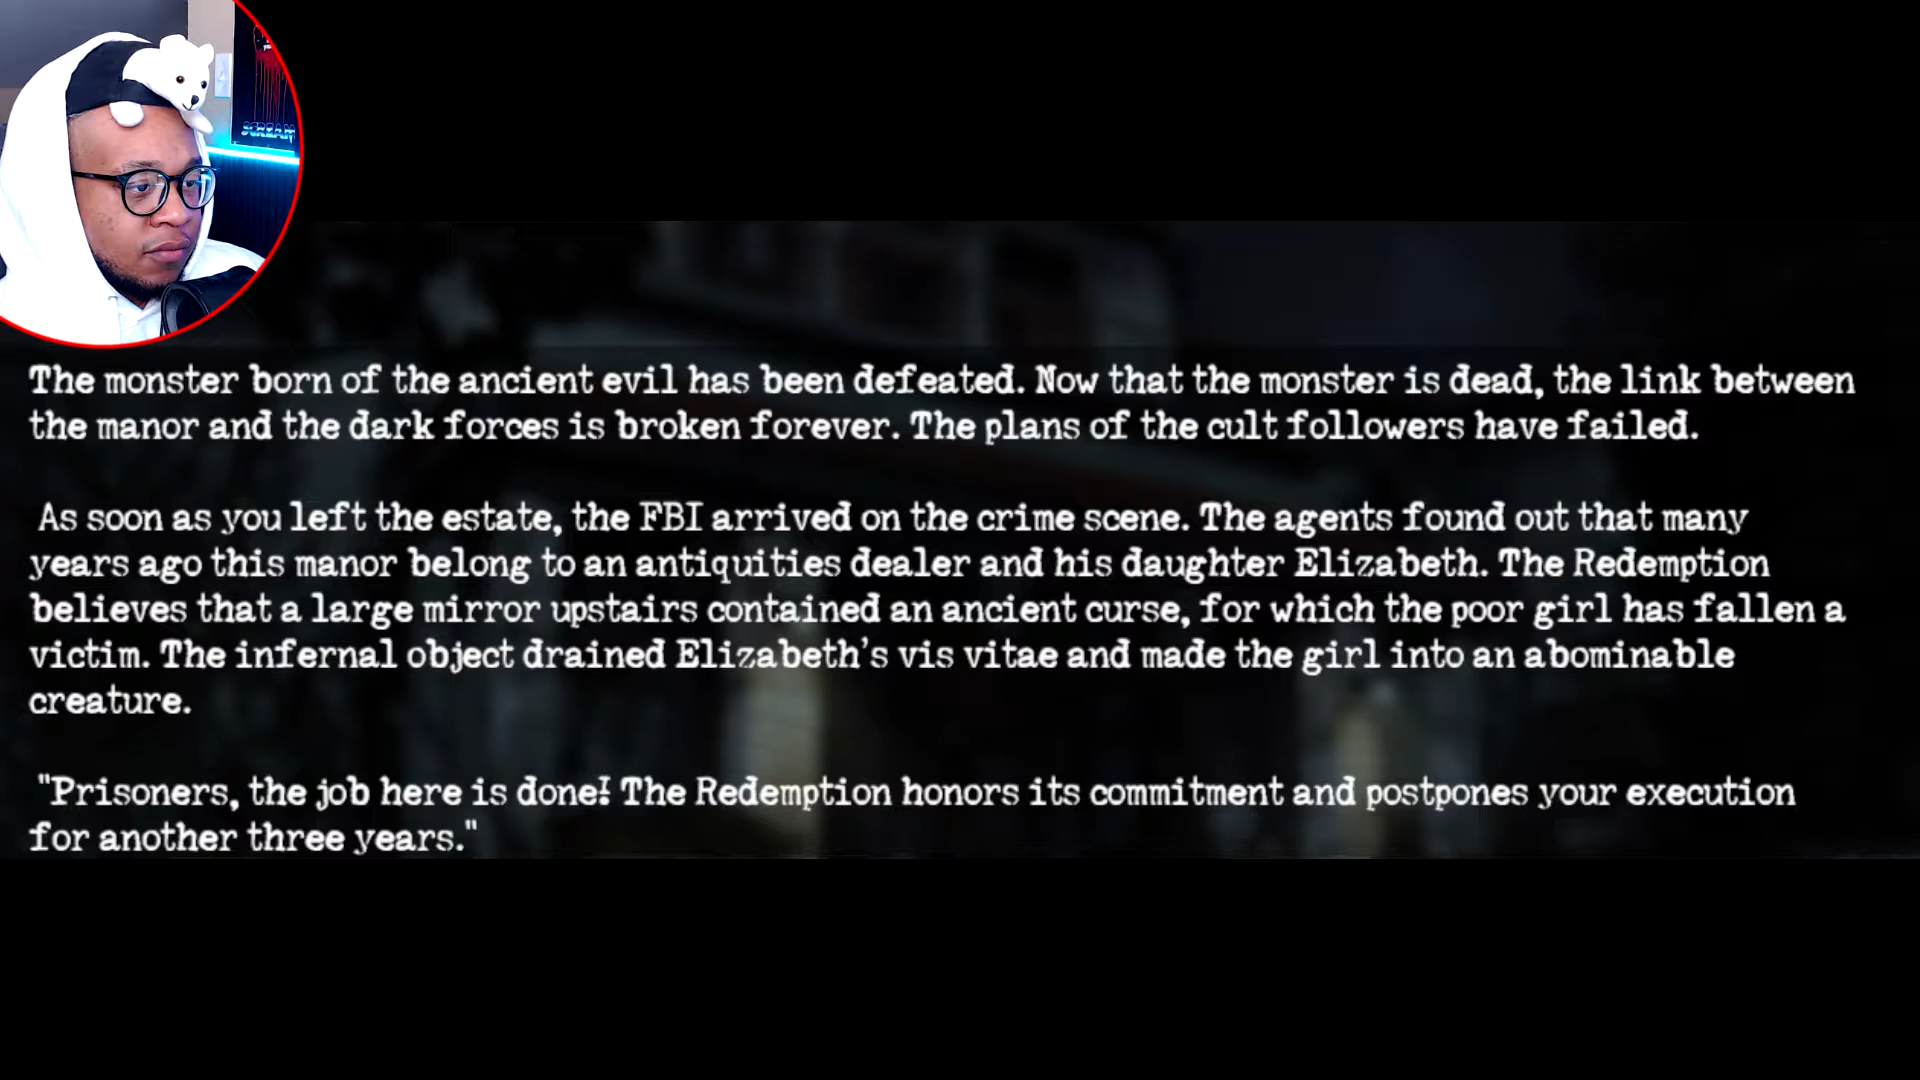 SCREAM
The monster born of the ancient evil has been defeated. Now that the monster is dead, the link between
the manor and the dark forces is broken forever. The plans of the cult followers have failed.
As soon as you left the estate, the FBI arrived on the crime scene. The agents found out that many
years ago this manor belong to an antiquities dealer and his daughter Elizabeth. The Redemption
believes that a large mirror upstairs contained an ancient curse, for which the poor girl has fallen a
victim. The infernal object drained Elizabeth's vis vitae and made the girl into an abominable
creature.
"Prisoners, the job here is done! The Redemption honors its commitment and postpones your execution
for another three years."